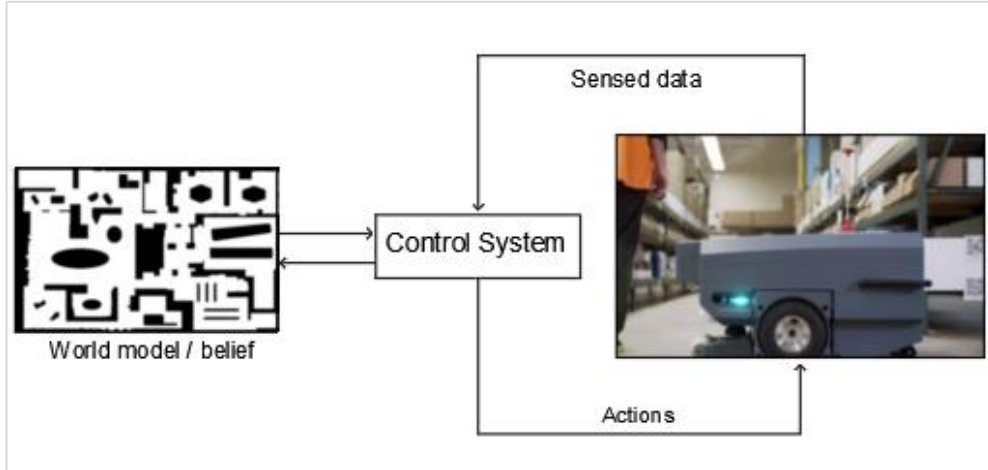 Sensed data
Control System
World model / belief
Actions